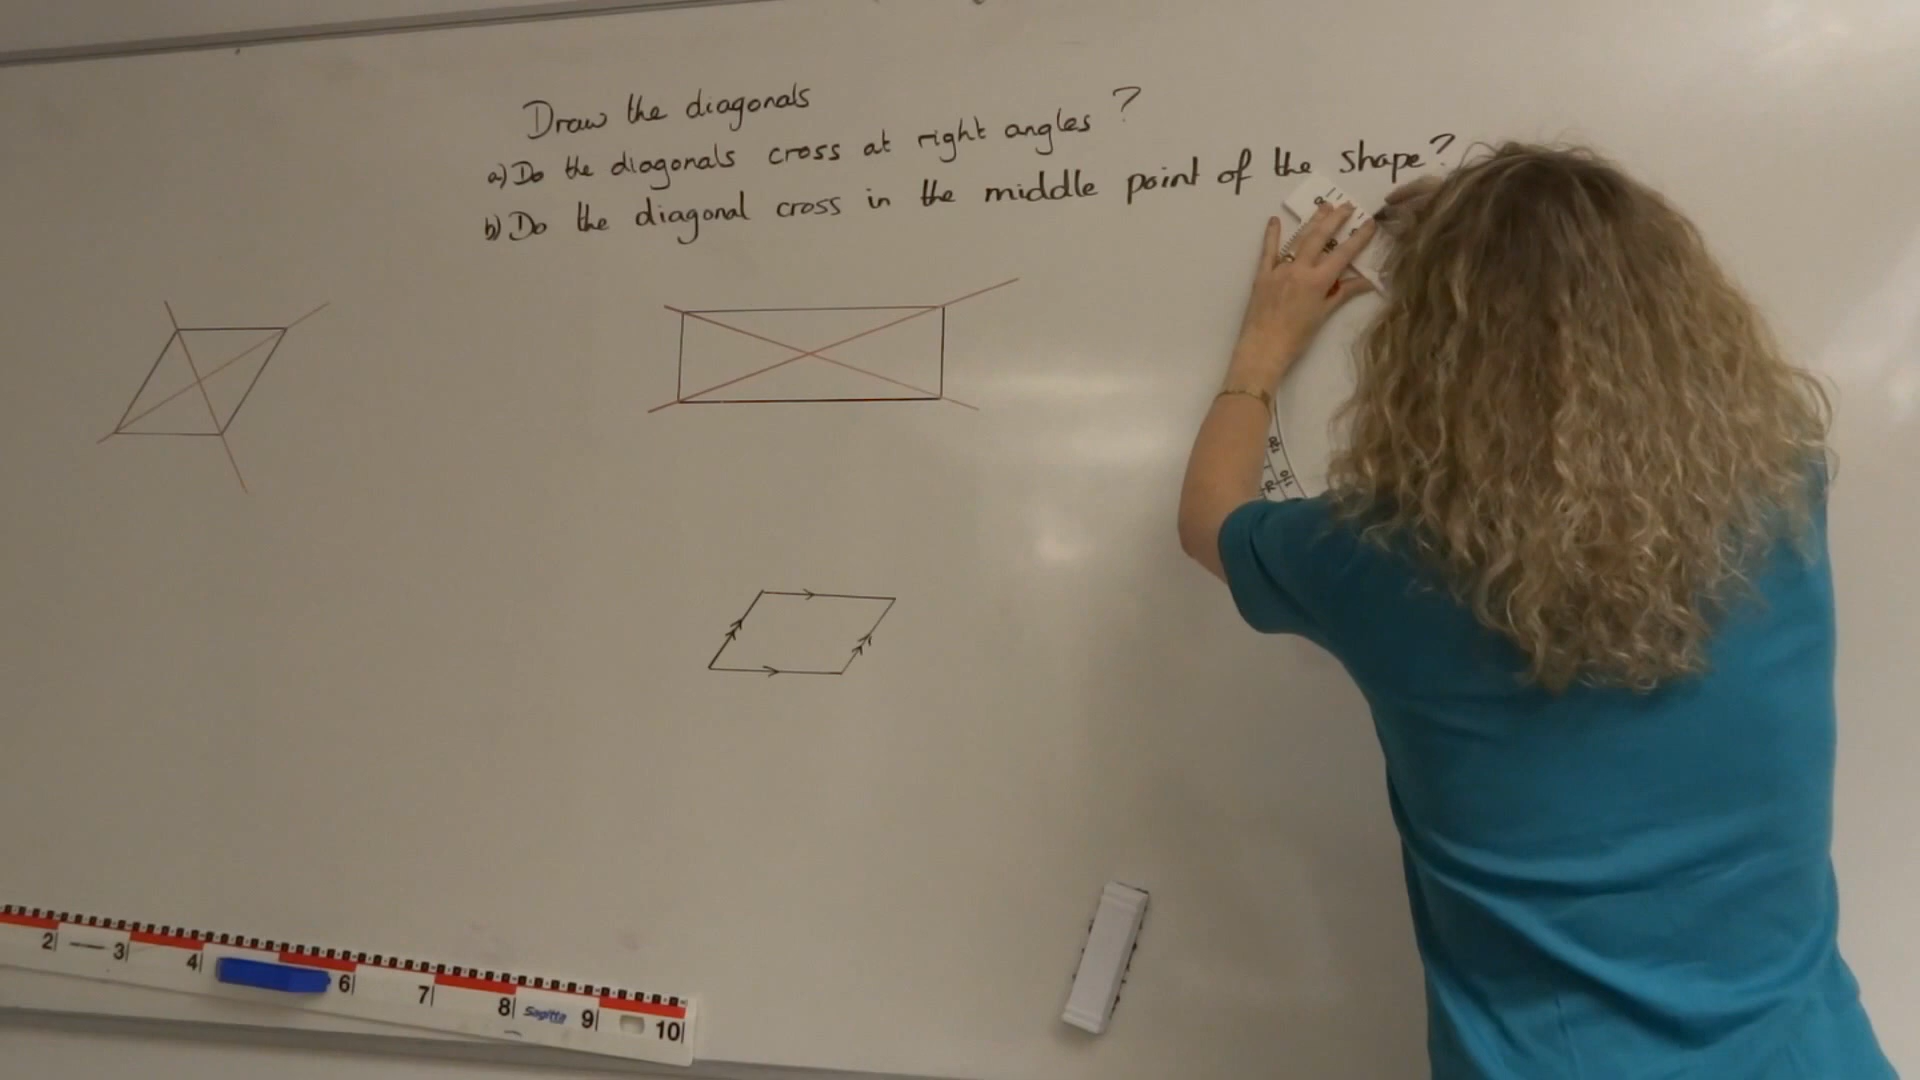 Draw the diagonals
a) Do the diagonals cross at right angles ?
b) Do the diagonal cross in the middle point of the shape?
2 3 4 6 7 8 Sagitta 9 10